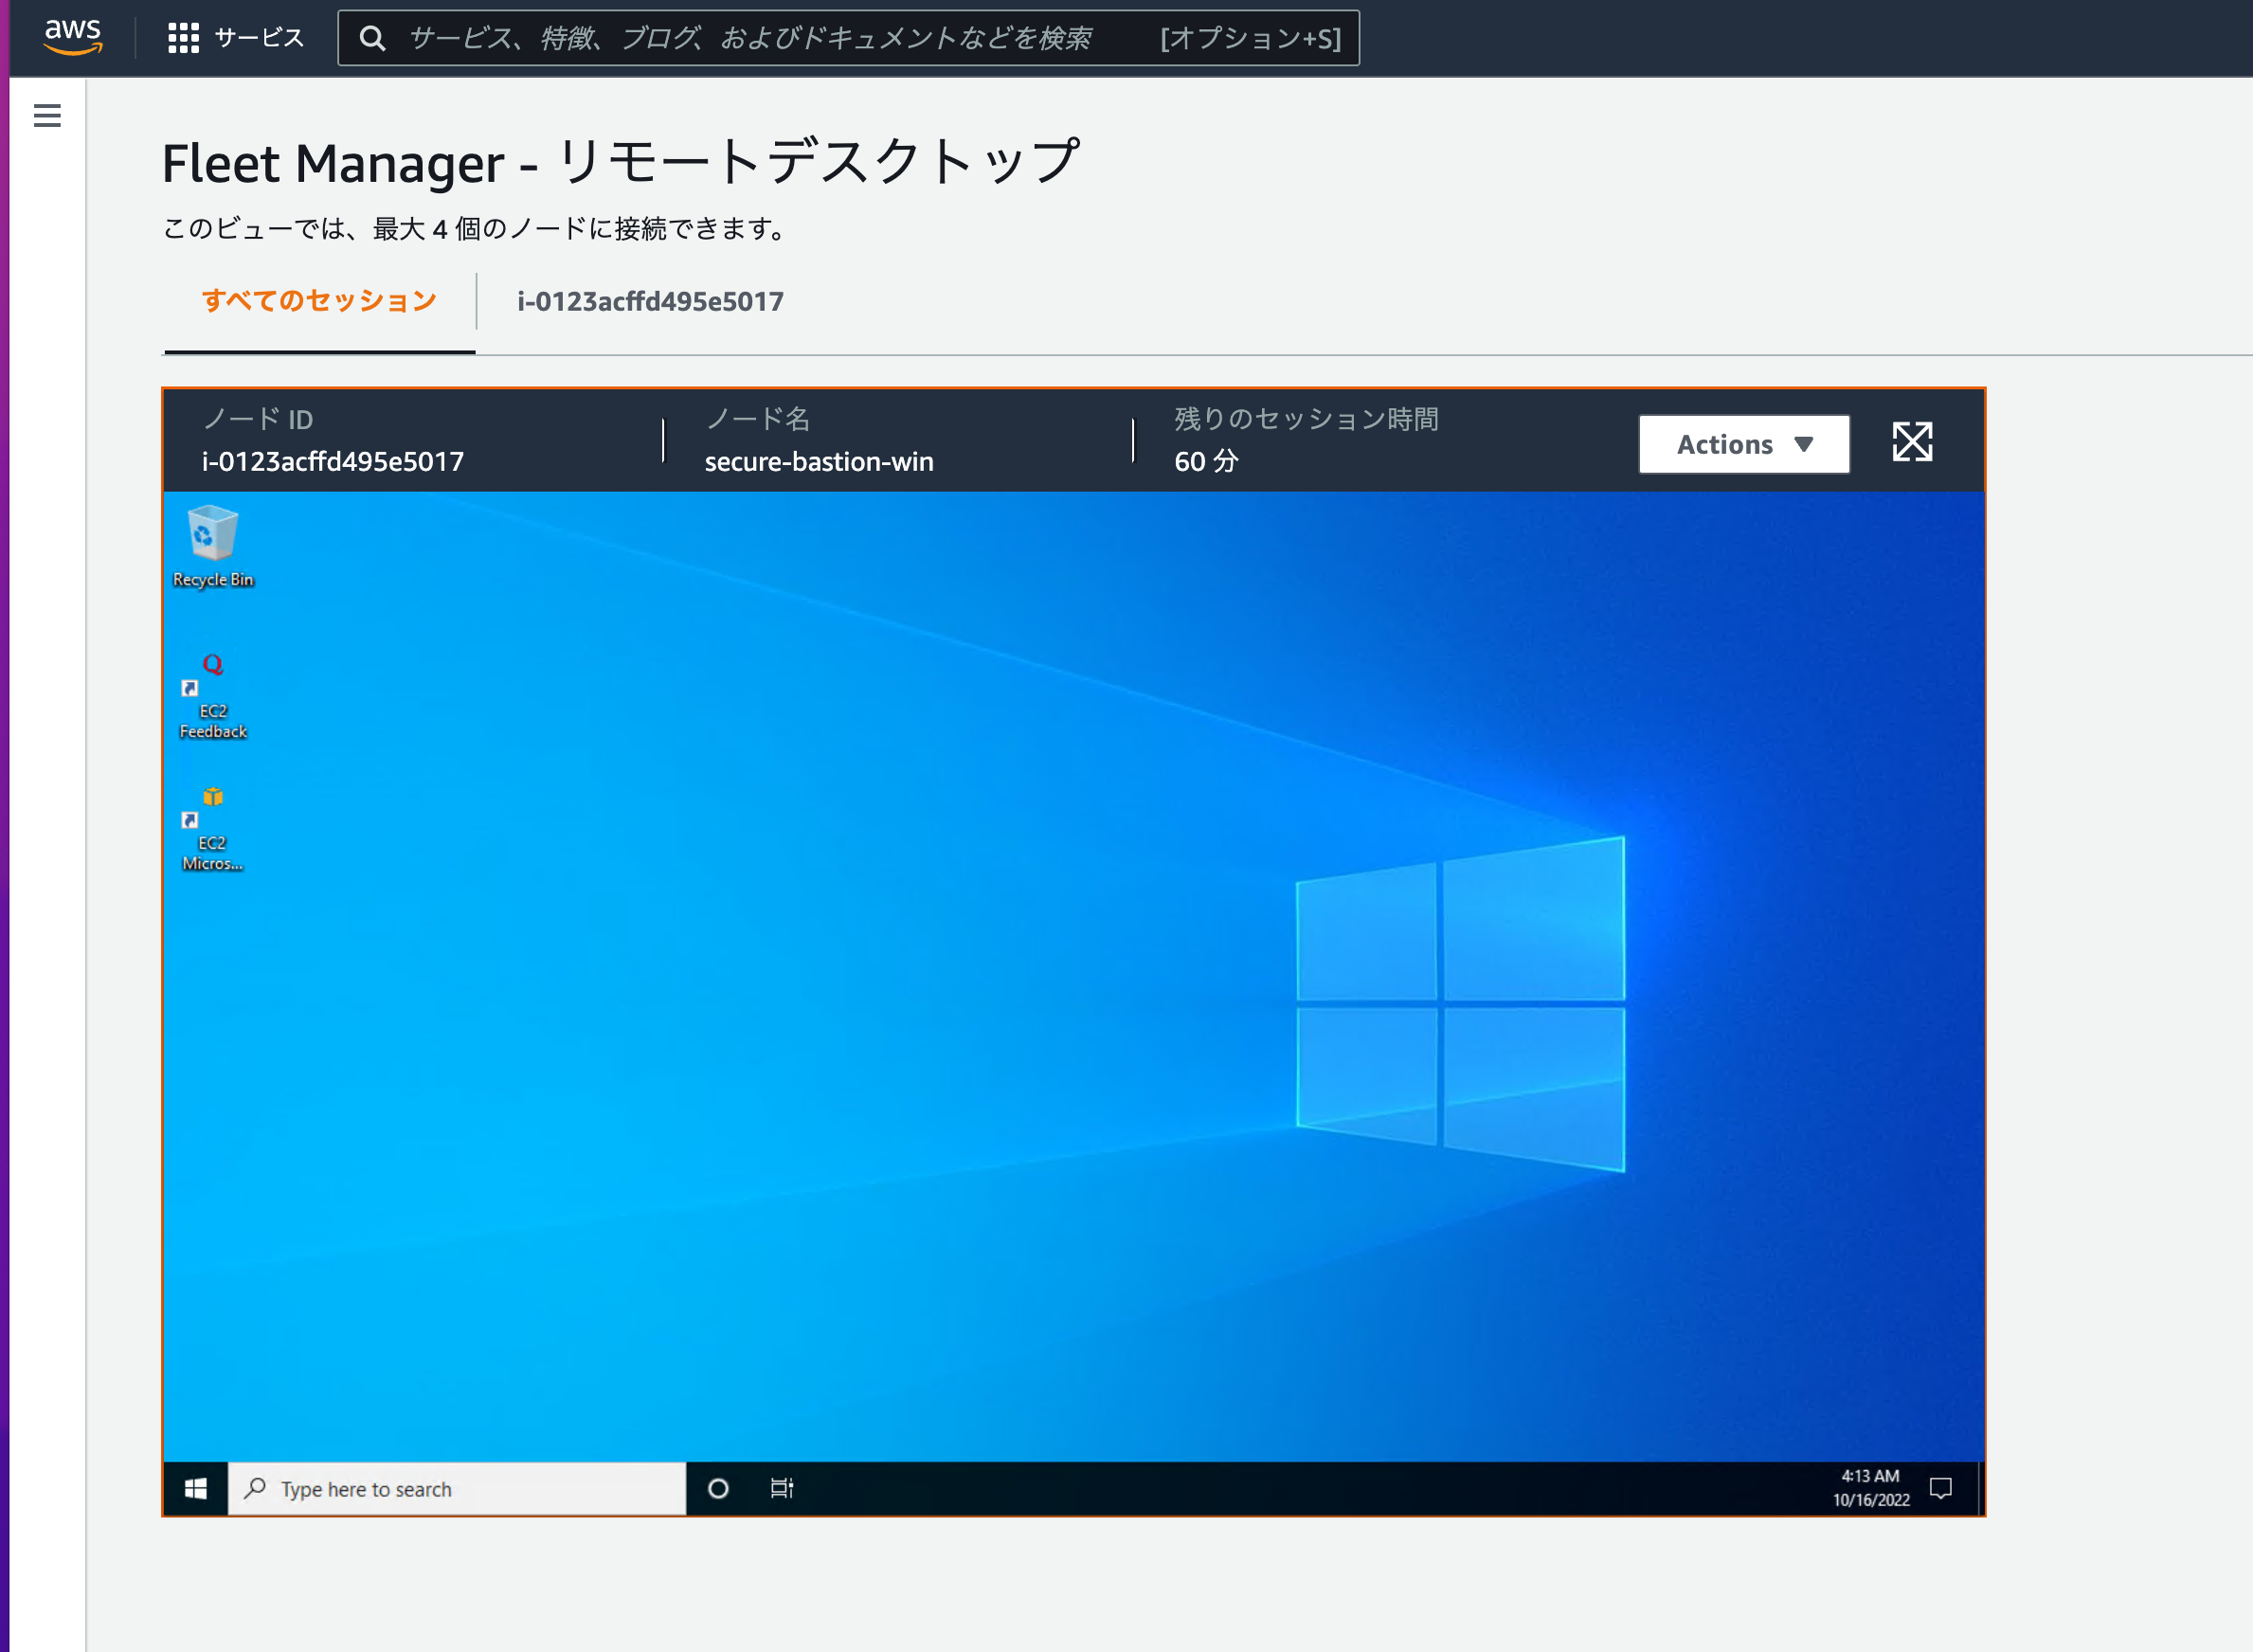 aws
サービス
サービス、特徴、ブログ、およびドキュメントなどを検索
[オプション+S]
Fleet Manager - リモートデスクトップ
このビューでは、最大 4 個のノードに接続できます。
すべてのセッション
i-0123acffd495e5017
ノード ID
i-0123acffd495e5017
ノード名
secure-bastion-win
残りのセッション時間
60 分
Actions
Recycle Bin
Q
EC2
Feedback
EC2
Micros...
Type here to search
4:13 AM
10/16/2022